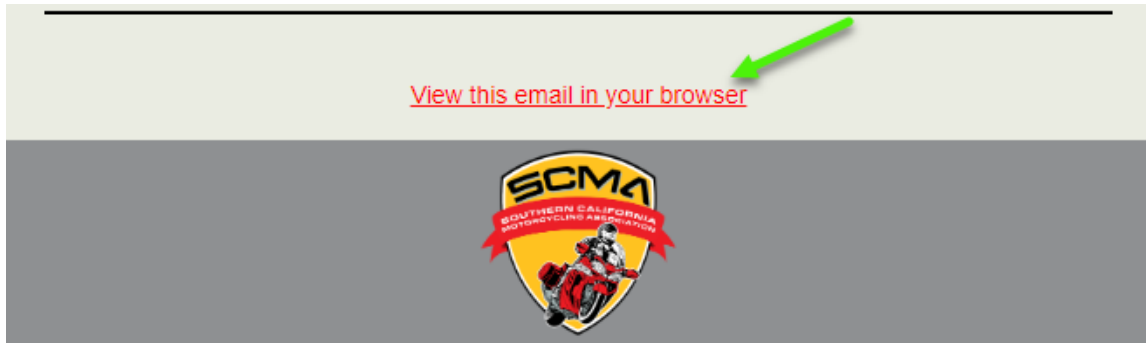 View this email in your browser
SCMA
SOUTHERN CALIFORNIA
MOTORCYCLING ASSOCIATION